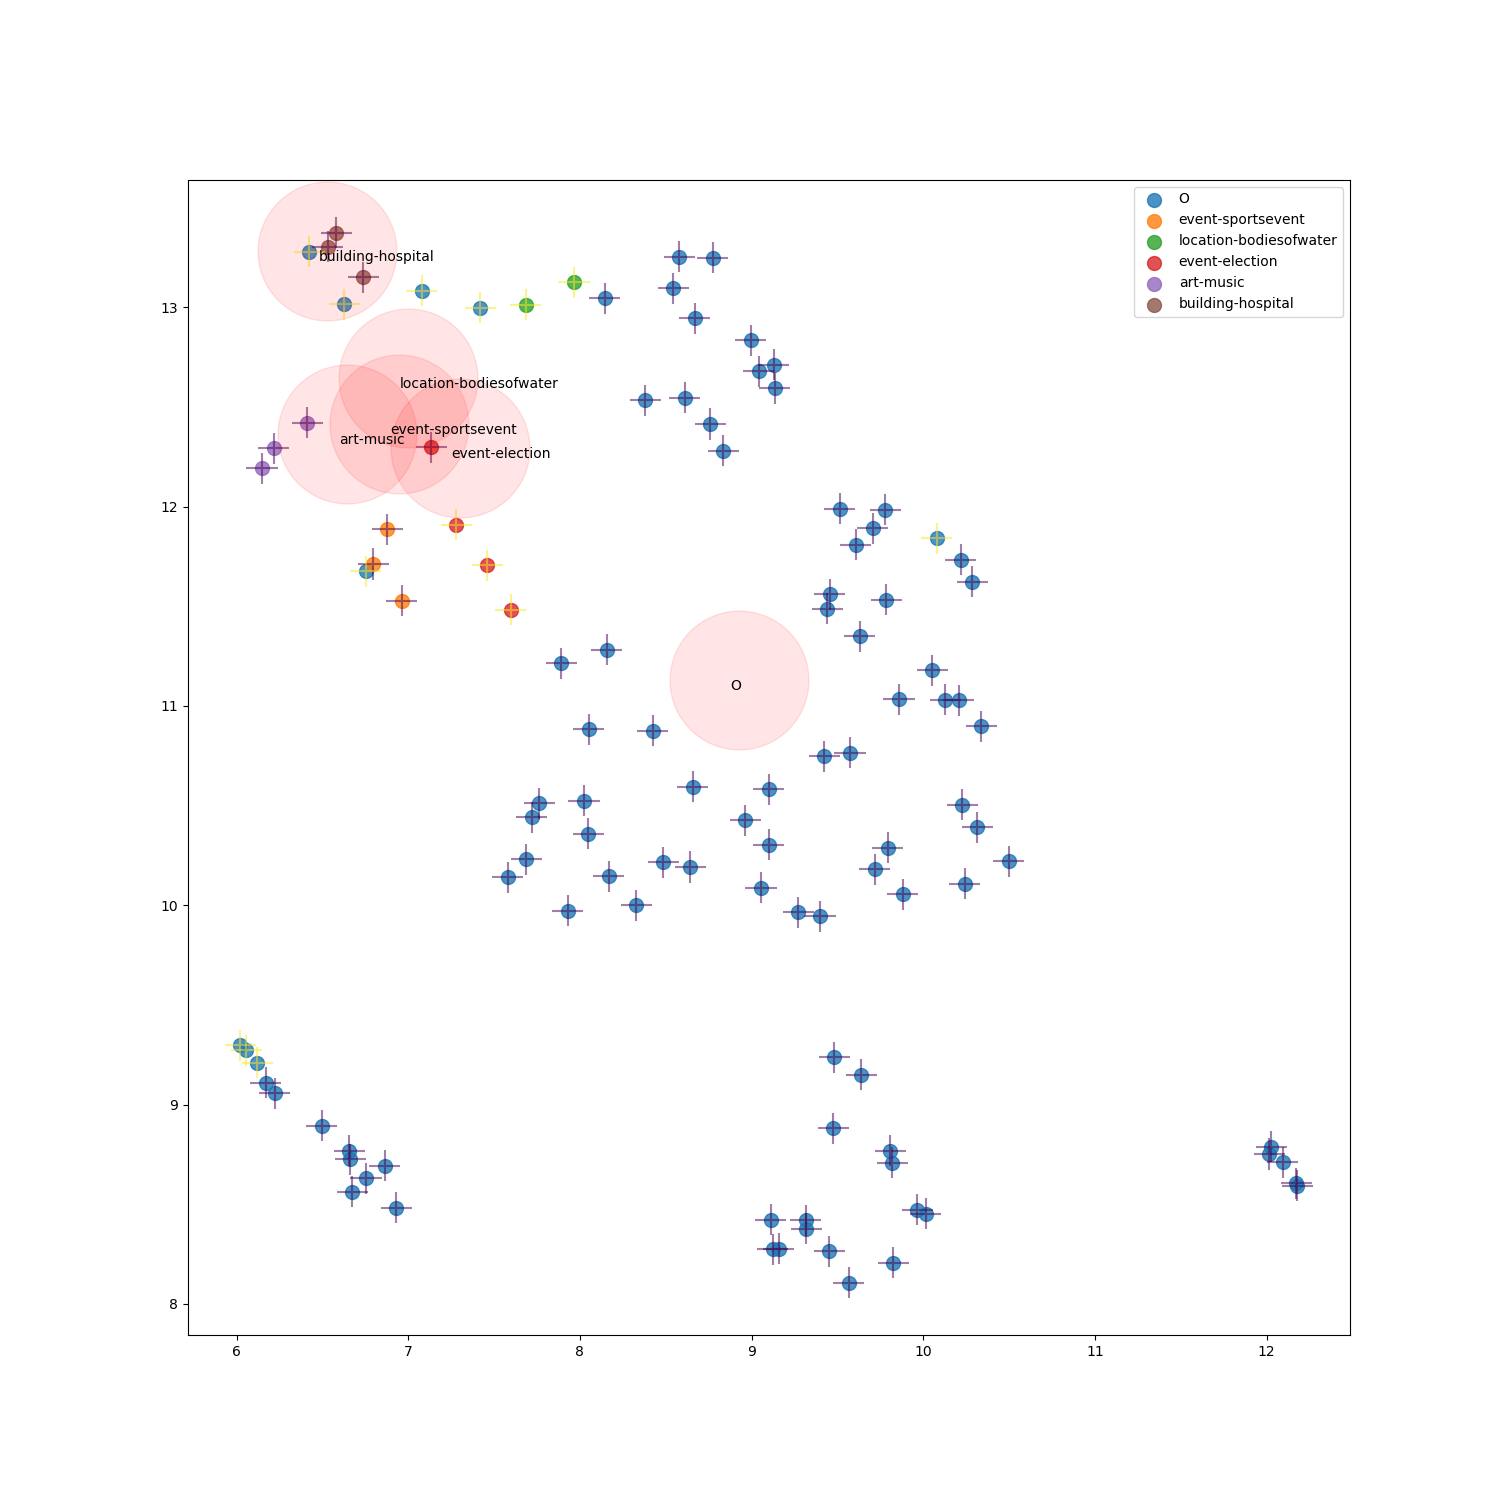 O
event-sportsevent
location-bodiesofwater
event-election
art-music
building-hospital
building-hospital
location-bodiesofwater
event-sportsevent
art-music
event-election
O
13
12
11
10
9
8
6 7 8 9 10 11 12